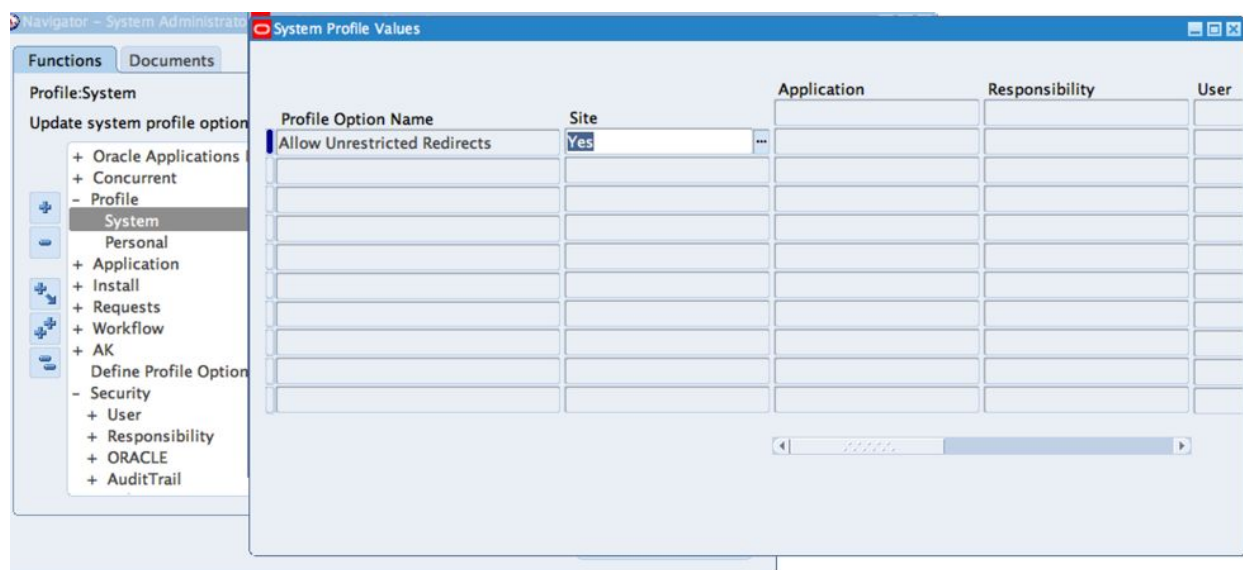 Navigator – System Administrato
System Profile Values
Functions
Documents
Profile:System
Update system profile option
+ Oracle Applications
+ Concurrent
– Profile
System
Personal
+ Application
+ Install
+ Requests
+ Workflow
+ AK
Define Profile Option
– Security
+ User
+ Responsibility
+ ORACLE
+ AuditTrail
Application
Responsibility
User
Profile Option Name
Site
Allow Unrestricted Redirects
Yes
...